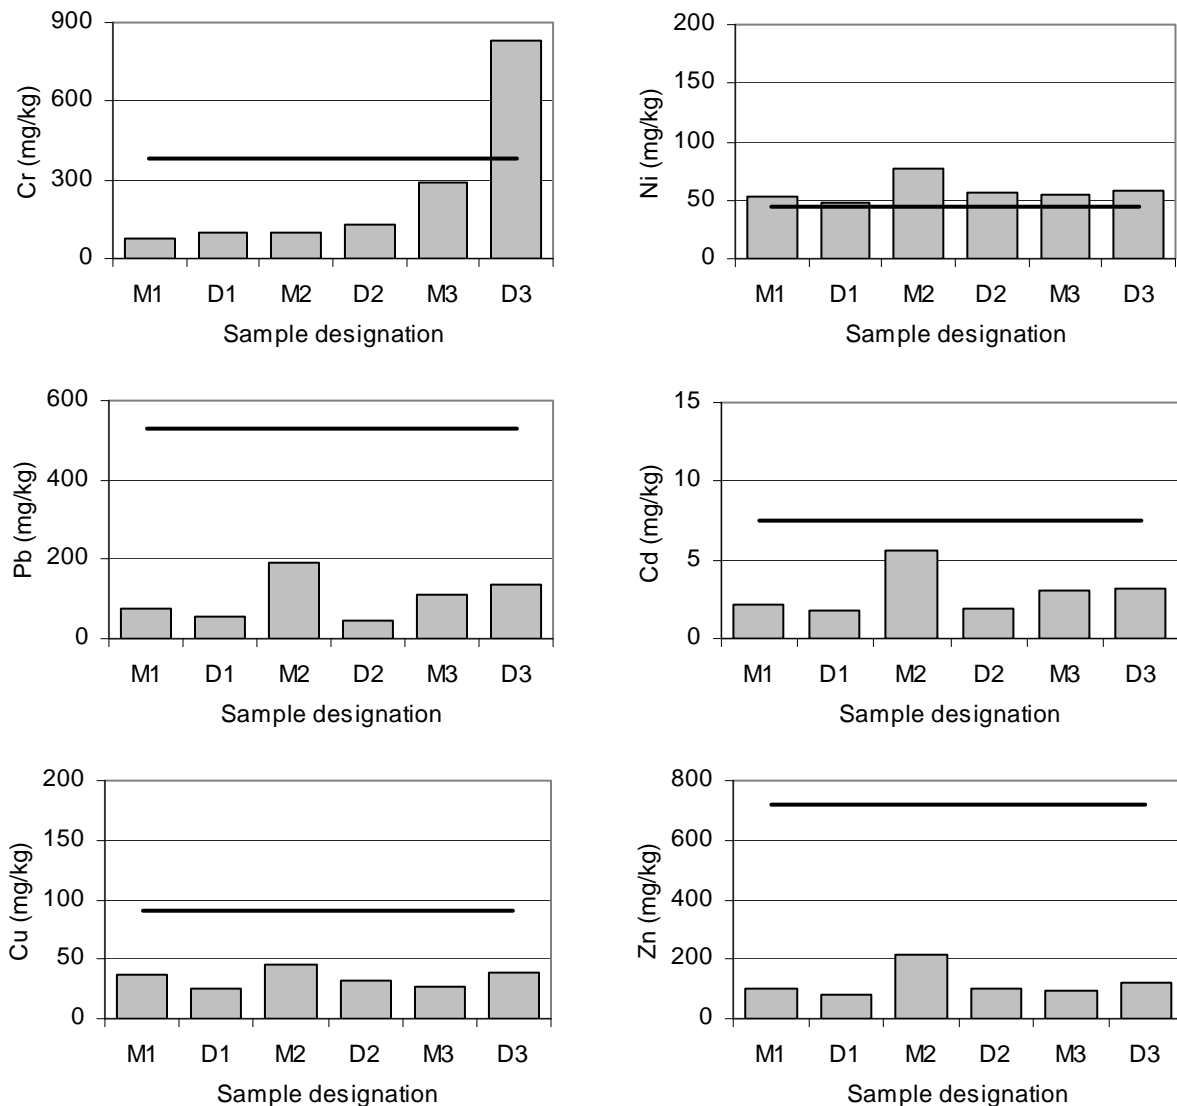 Cr (mg/kg)
900
600
300
0
M1 D1 M2 D2 M3 D3
Sample designation
Ni (mg/kg)
200
150
100
50
0
M1 D1 M2 D2 M3 D3
Sample designation
Pb (mg/kg)
600
400
200
0
M1 D1 M2 D2 M3 D3
Sample designation
Cd (mg/kg)
15
10
5
0
M1 D1 M2 D2 M3 D3
Sample designation
Cu (mg/kg)
200
150
100
50
0
M1 D1 M2 D2 M3 D3
Sample designation
Zn (mg/kg)
800
600
400
200
0
M1 D1 M2 D2 M3 D3
Sample designation